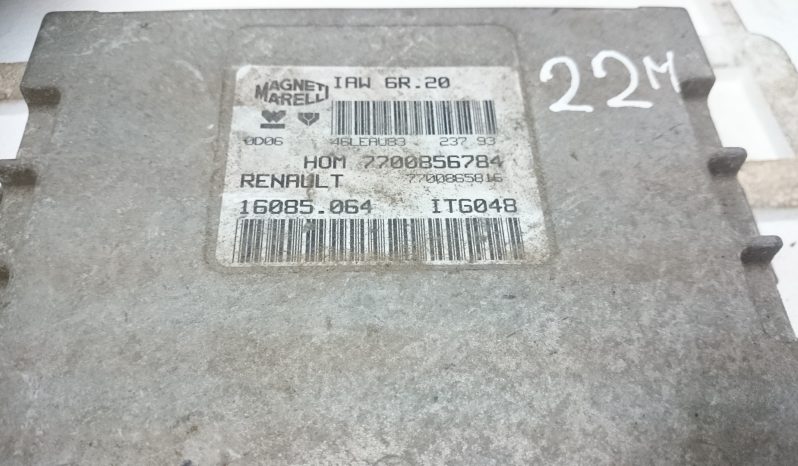 MAGNETI
MARELLI
IAW 6R.20
0D06 46LEAU83 237 93
HOM 7700856784
RENAULT 7700865816
16085.064 ITG048
22M